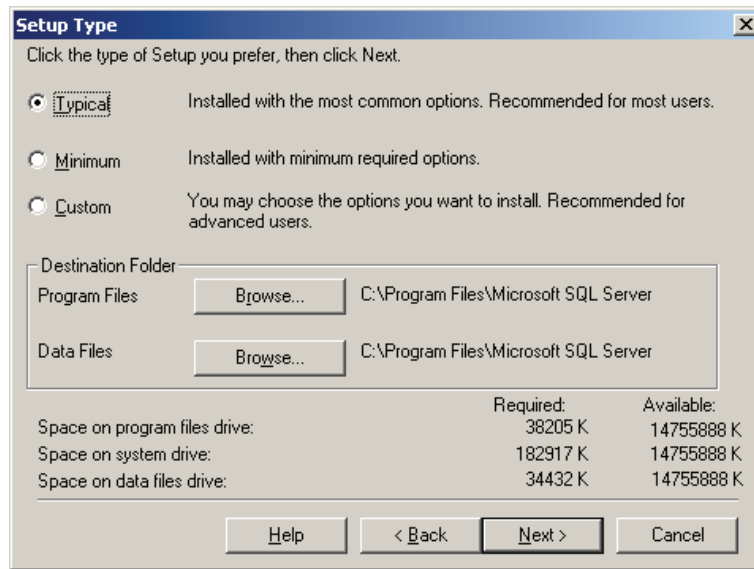 Setup Type
Click the type of Setup you prefer, then click Next.
Typical Installed with the most common options. Recommended for most users.
Minimum Installed with minimum required options.
Custom You may choose the options you want to install. Recommended for
advanced users.
Destination Folder
Program Files Browse... C:\Program Files\Microsoft SQL Server
Data Files Browse... C:\Program Files\Microsoft SQL Server
Required: Available:
Space on program files drive: 38205 K 14755888 K
Space on system drive: 182917 K 14755888 K
Space on data files drive: 34432 K 14755888 K
Help < Back Next > Cancel